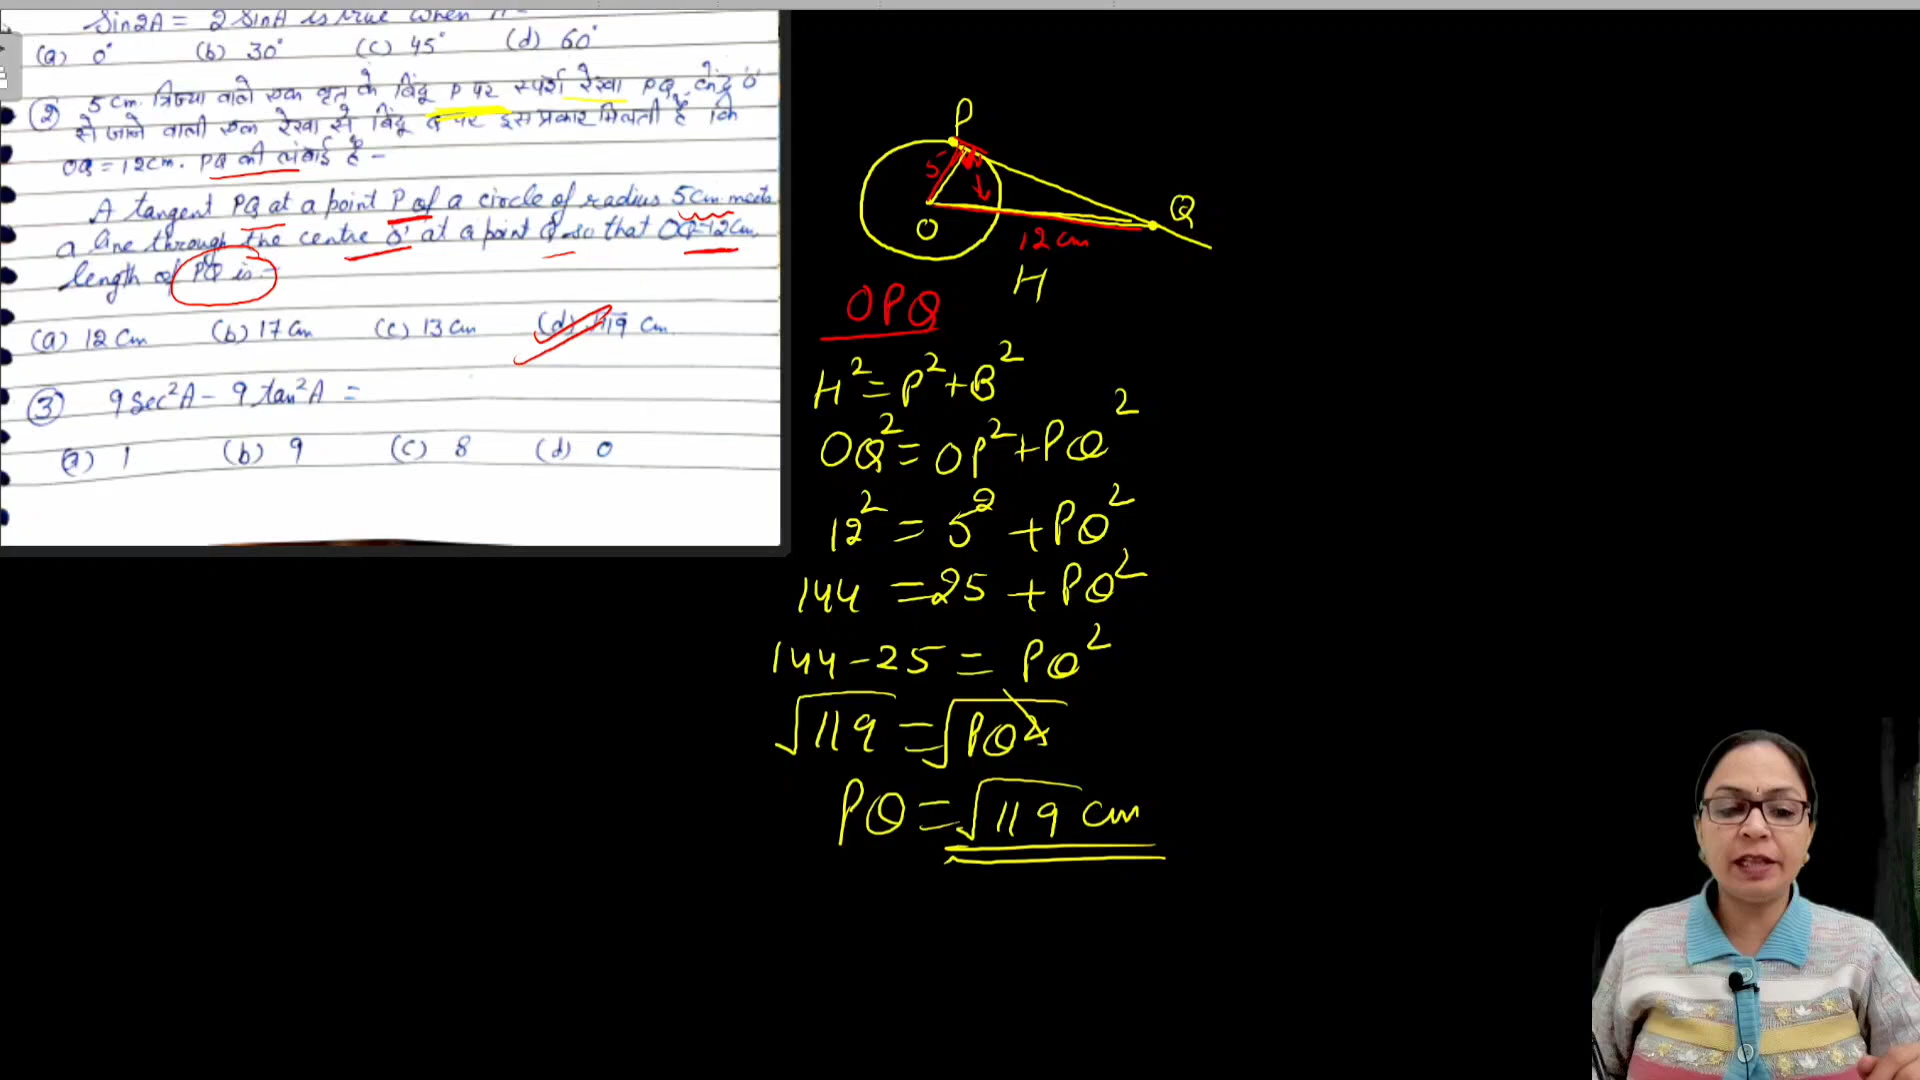 Sin2A = 2 SinA is true when A =
(a) 0° (b) 30° (c) 45° (d) 60°
② 5 cm. त्रिज्या वाले एक वृत के बिंदू P पर स्पर्श रेखा PQ केंद्र O
से जाने वाली एक रेखा से बिंदू Q पर इस प्रकार मिलती है कि
OQ = 12cm. PQ की लंबाई है -
A tangent PQ at a point P of a circle of radius 5cm meets
a line through the centre O at a point Q so that OQ=12cm.
length of PQ is -
(a) 12 Cm (b) 17 Cm (c) 13 Cm (d) √119 Cm.
③ 9 Sec²A - 9 tan²A =
(a) 1 (b) 9 (c) 8 (d) 0
P
5
O
Q
12 cm
H
OPQ
H² = P² + B²
OQ² = OP² + PQ²
12² = 5² + PQ²
144 = 25 + PQ²
144 - 25 = PQ²
√119 = √PQ²
PQ = √119 cm